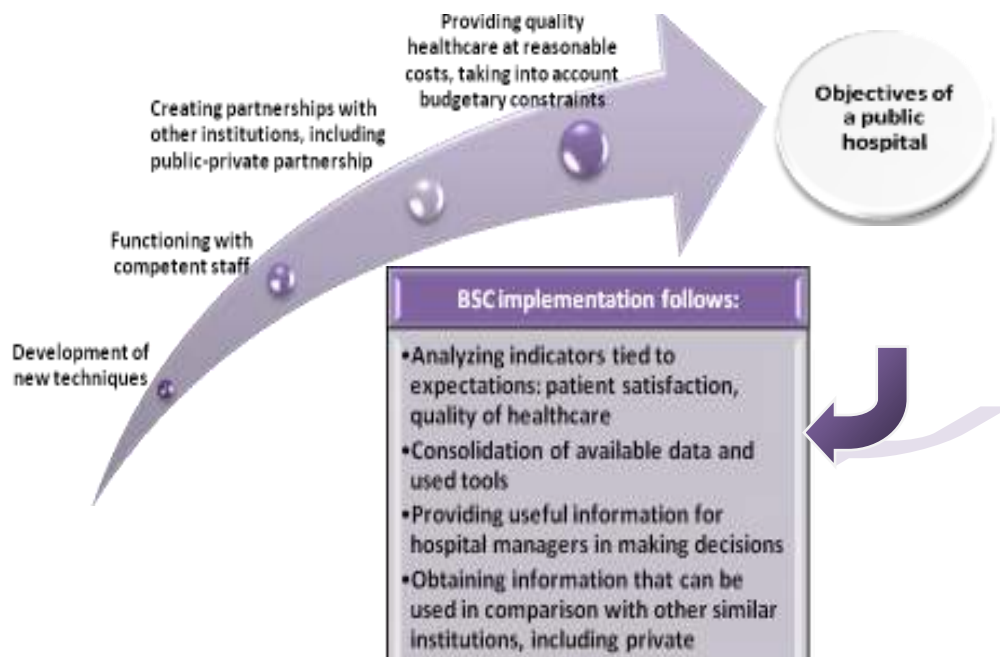 Providing quality
healthcare at reasonable
costs, taking into account
budgetary constraints
Creating partnerships with
other institutions, including
public-private partnership
Functioning with
competent staff
Development of
new techniques
Objectives of
a public
hospital
BSC implementation follows:
•Analyzing indicators tied to
expectations: patient satisfaction,
quality of healthcare
•Consolidation of available data and
used tools
•Providing useful information for
hospital managers in making decisions
•Obtaining information that can be
used in comparison with other similar
institutions, including private